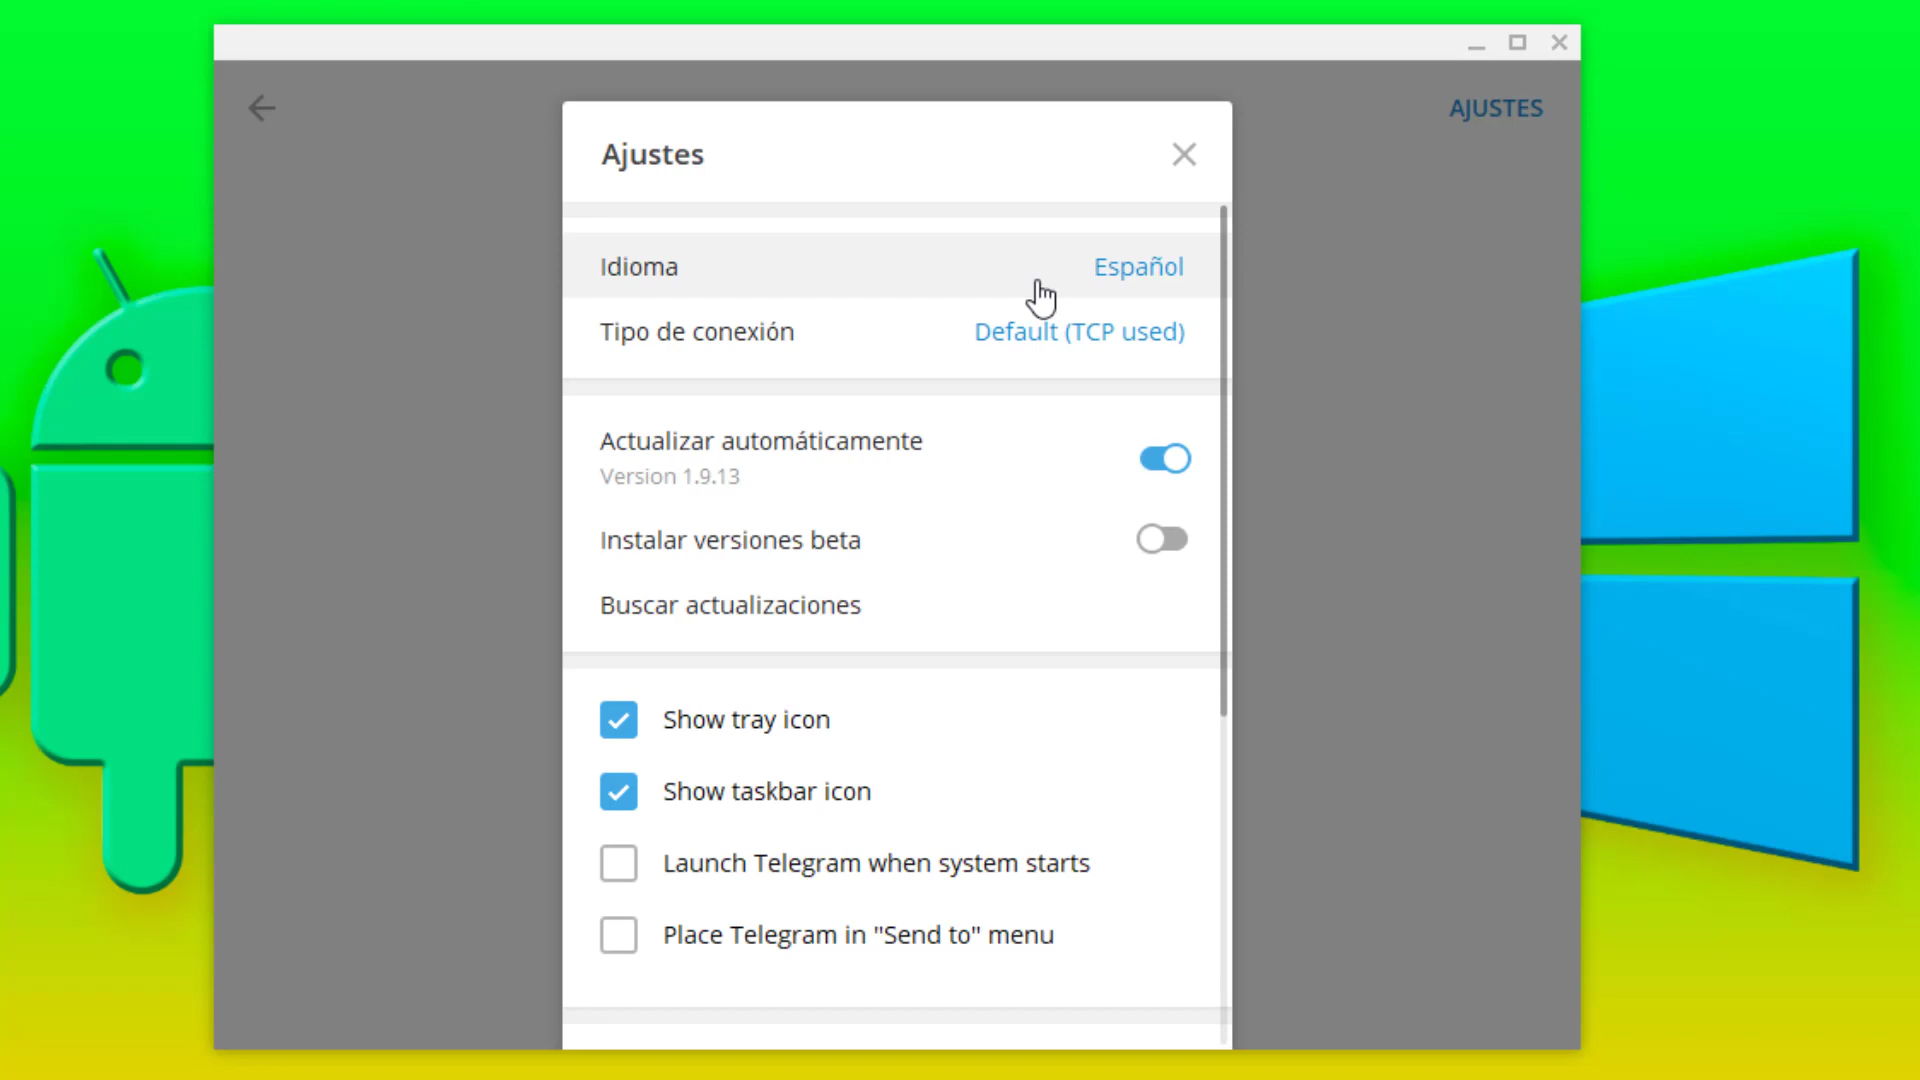 AJUSTES
Ajustes
Idioma Español
Tipo de conexión Default (TCP used)
Actualizar automáticamente
Version 1.9.13
Instalar versiones beta
Buscar actualizaciones
Show tray icon
Show taskbar icon
Launch Telegram when system starts
Place Telegram in "Send to" menu